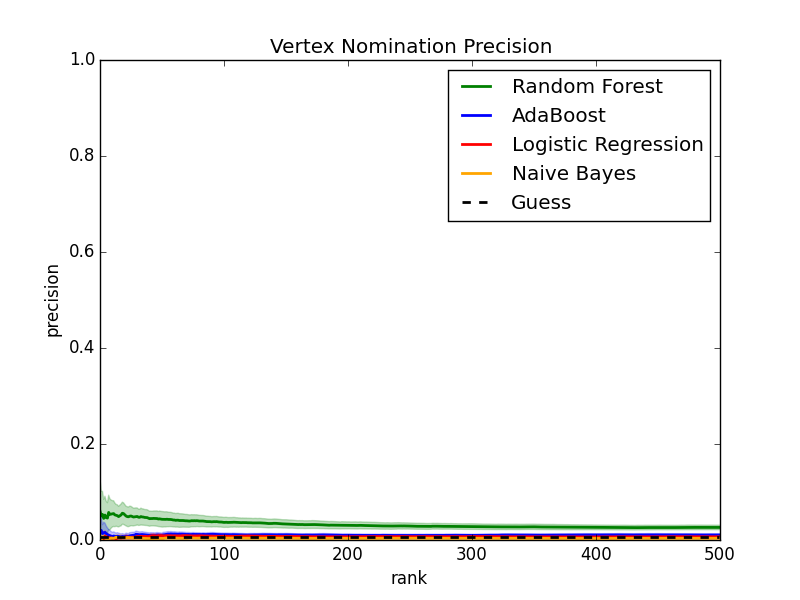 Vertex Nomination Precision
1.0
0.8
0.6
0.4
0.2
0.0
precision
Random Forest
AdaBoost
Logistic Regression
Naive Bayes
Guess
0 100 200 300 400 500
rank